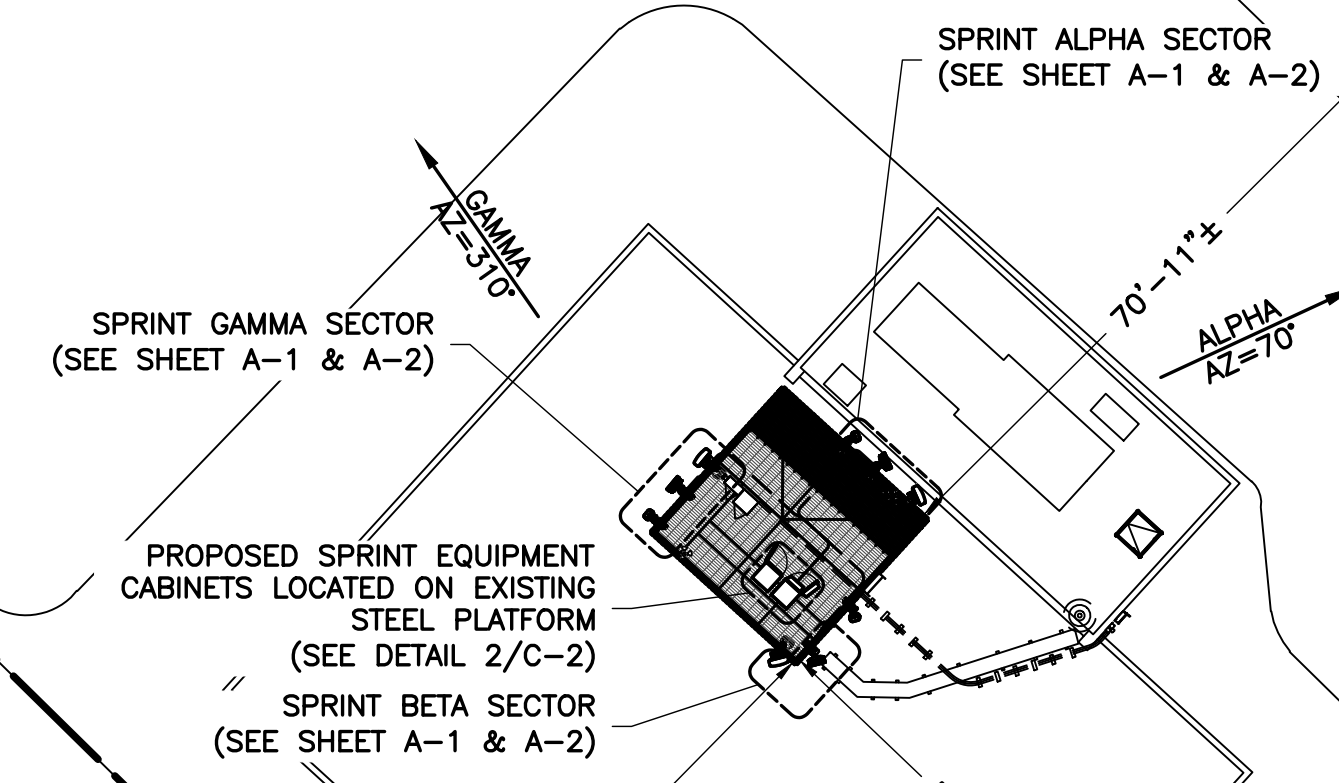 SPRINT ALPHA SECTOR
(SEE SHEET A-1 & A-2)
GAMMA
AZ=310°
70'-11"±
ALPHA
AZ=70°
SPRINT GAMMA SECTOR
(SEE SHEET A-1 & A-2)
PROPOSED SPRINT EQUIPMENT
CABINETS LOCATED ON EXISTING
STEEL PLATFORM
(SEE DETAIL 2/C-2)
SPRINT BETA SECTOR
(SEE SHEET A-1 & A-2)